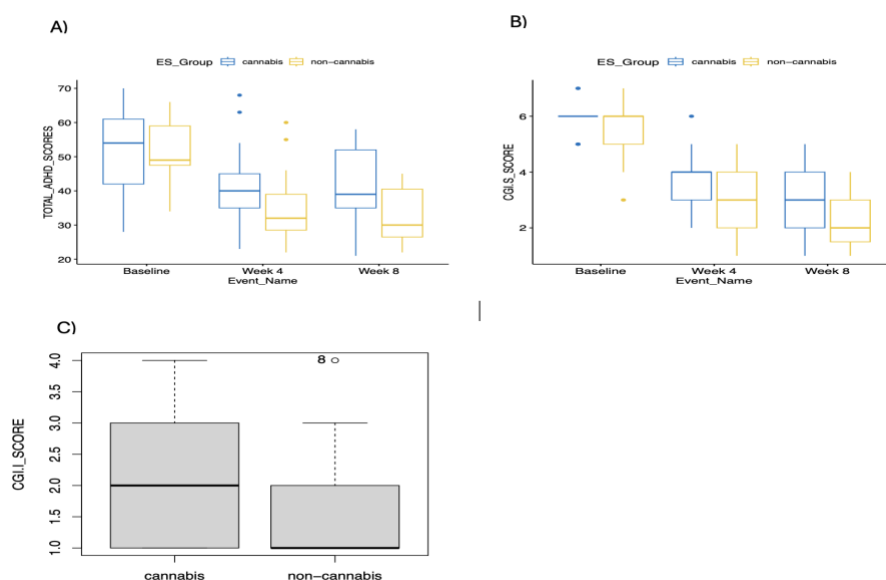 A)
ES_Group cannabis non-cannabis
TOTAL_ADHD_SCORES
70
60
50
40
30
20
Baseline Week 4 Week 8
Event_Name
B)
ES_Group cannabis non-cannabis
CGI.S_SCORE
6
4
2
Baseline Week 4 Week 8
Event_Name
C)
CGI.I_SCORE
4.0
3.5
3.0
2.5
2.0
1.5
1.0
8
cannabis non-cannabis